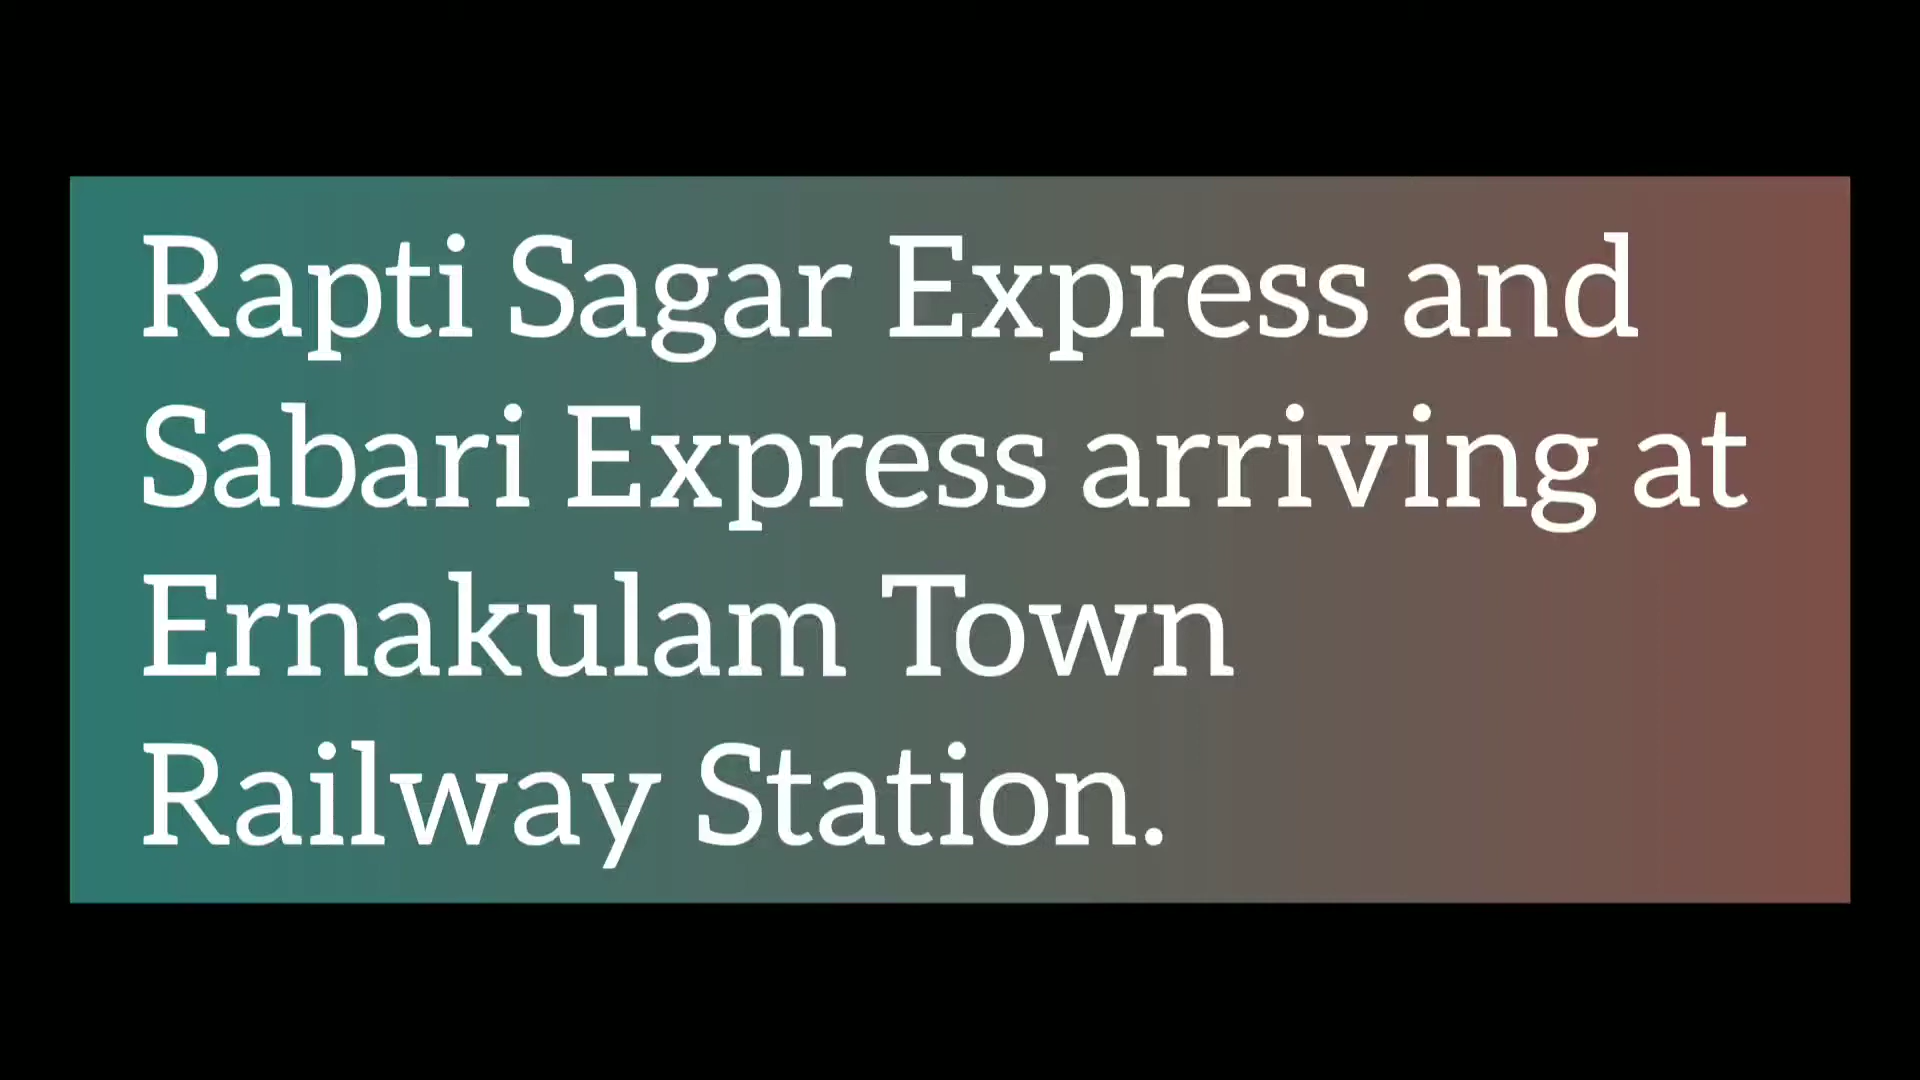 Rapti Sagar Express and
Sabari Express arriving at
Ernakulam Town
Railway Station.